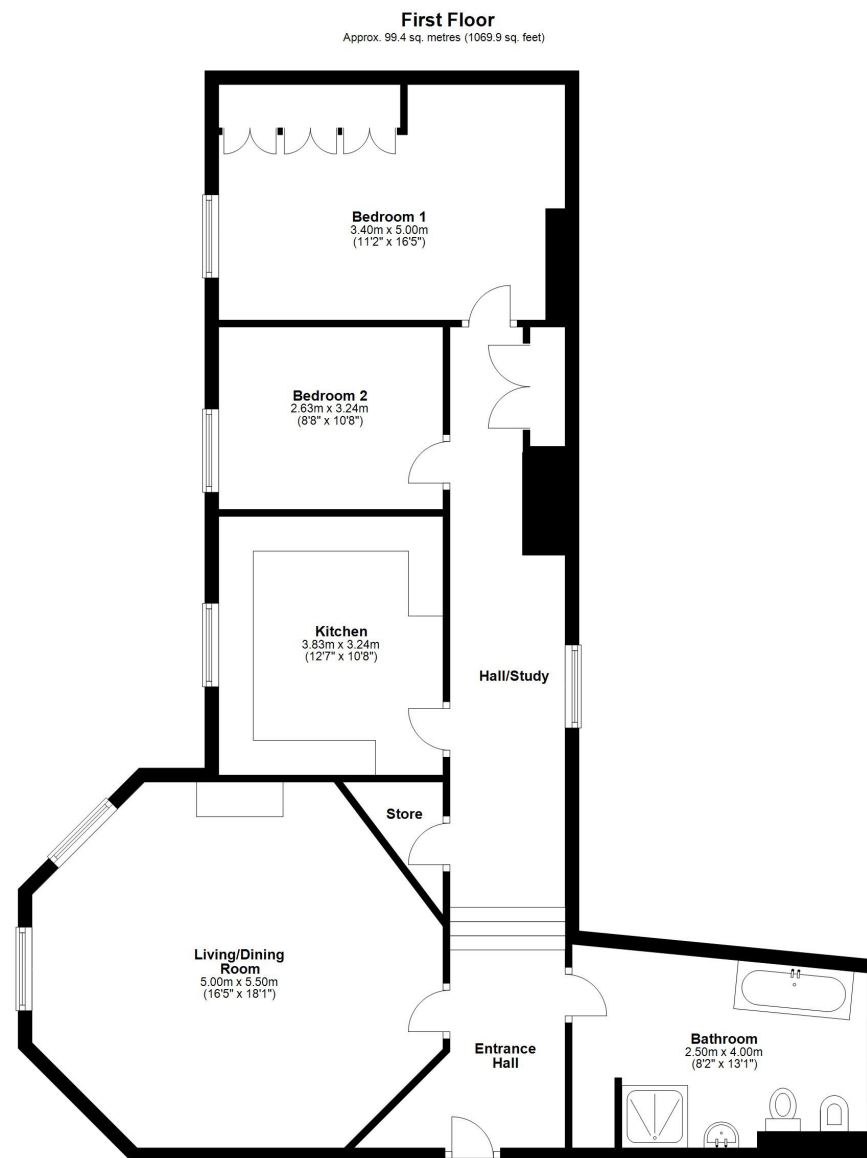 First Floor
Approx. 99.4 sq. metres (1069.9 sq. feet)
Bedroom 1
3.40m x 5.00m
(11'2" x 16'5")
Bedroom 2
2.63m x 3.24m
(8'8" x 10'8")
Kitchen
3.83m x 3.24m
(12'7" x 10'8")
Hall/Study
Store
Living/Dining
Room
5.00m x 5.50m
(16'5" x 18'1")
Entrance
Hall
Bathroom
2.50m x 4.00m
(8'2" x 13'1")